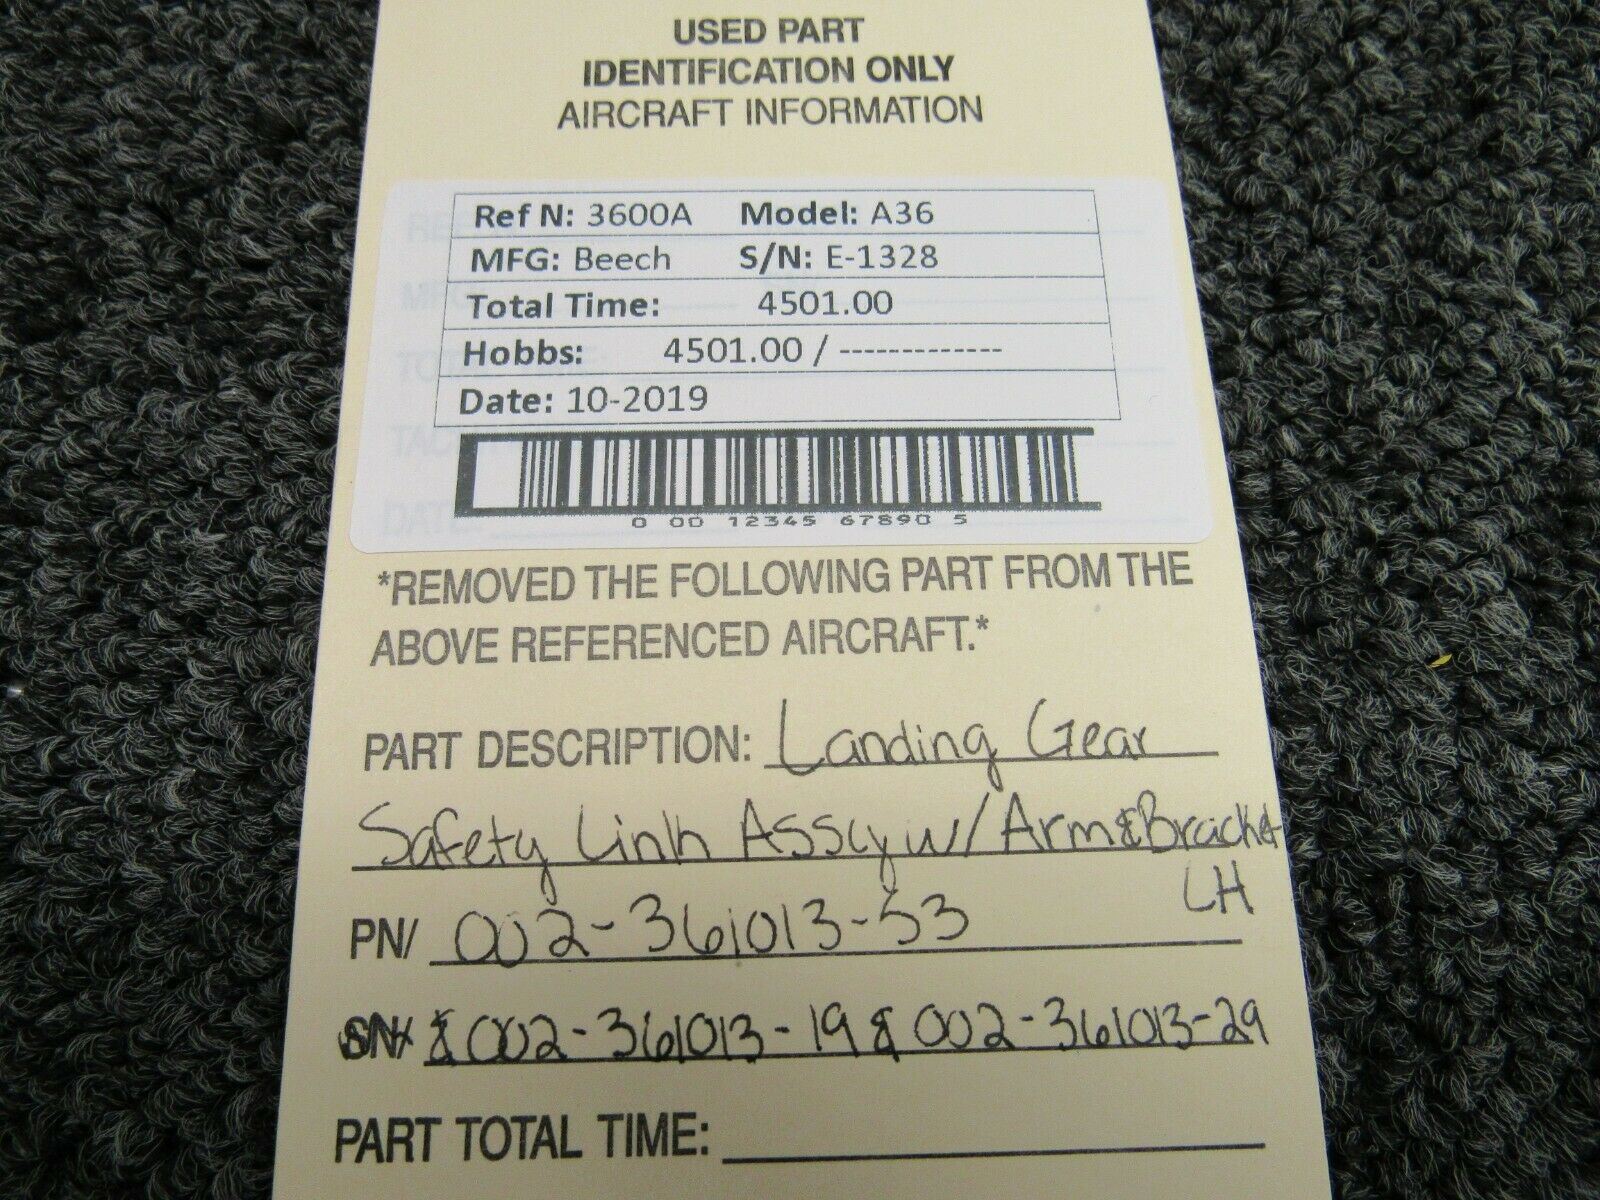 USED PART
IDENTIFICATION ONLY
AIRCRAFT INFORMATION
Ref N: 3600A Model: A36
MFG: Beech S/N: E-1328
Total Time: 4501.00
Hobbs: 4501.00 / -------------
Date: 10-2019
0 00 12345 67890 5
*REMOVED THE FOLLOWING PART FROM THE
ABOVE REFERENCED AIRCRAFT.*
PART DESCRIPTION: Landing Gear
Safety Link Assy w/ Arm & Bracket
LH
PN/ 002-361013-53
SN/ & 002-361013-19 & 002-361013-29
PART TOTAL TIME: